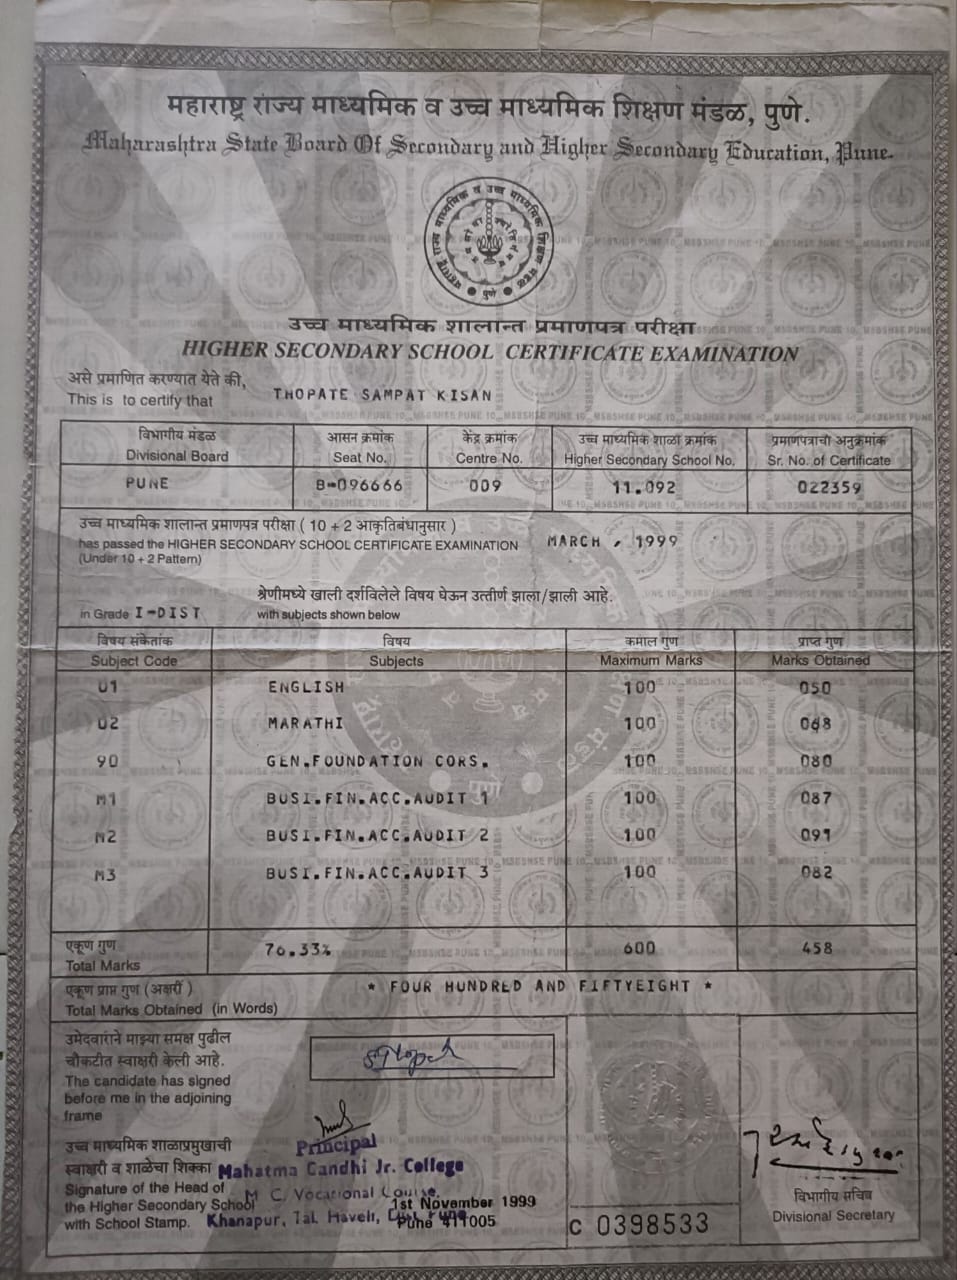 महाराष्ट्र राज्य माध्यमिक व उच्च माध्यमिक शिक्षण मंडळ, पुणे.
Maharashtra State Board Of Secondary and Higher Secondary Education, Pune.
महाराष्ट्र राज्य माध्यमिक व उच्च माध्यमिक शिक्षण मंडळ
पुणे
उच्च माध्यमिक शालान्त प्रमाणपत्र परीक्षा
HIGHER SECONDARY SCHOOL CERTIFICATE EXAMINATION
असे प्रमाणित करण्यात येते की,
This is to certify that THOPATE SAMPAT KISAN
विभागीय मंडळ आसन क्रमांक केंद्र क्रमांक उच्च माध्यमिक शाळा क्रमांक प्रमाणपत्राचा अनुक्रमांक
Divisional Board Seat No. Centre No. Higher Secondary School No. Sr. No. of Certificate
PUNE B-096666 009 11.092 022359
उच्च माध्यमिक शालान्त प्रमाणपत्र परीक्षा ( 10 + 2 आकृतिबंधानुसार )
has passed the HIGHER SECONDARY SCHOOL CERTIFICATE EXAMINATION MARCH, 1999
(Under 10 + 2 Pattern)
श्रेणीमध्ये खाली दर्शविलेले विषय घेऊन उत्तीर्ण झाला/झाली आहे.
in Grade I-DIST with subjects shown below
विषय संकेतांक विषय कमाल गुण प्राप्त गुण
Subject Code Subjects Maximum Marks Marks Obtained
01 ENGLISH 100 050
02 MARATHI 100 068
90 GEN.FOUNDATION CORS. 100 080
M1 BUSI.FIN.ACC.AUDIT 1 100 087
M2 BUSI.FIN.ACC.AUDIT 2 100 091
M3 BUSI.FIN.ACC.AUDIT 3 100 082
एकूण गुण
Total Marks 76.33% 600 458
एकूण प्राप्त गुण (अक्षरी)
Total Marks Obtained (in Words) * FOUR HUNDRED AND FIFTYEIGHT *
उमेदवाराने माझ्या समक्ष पुढील
चौकटीत स्वाक्षरी केली आहे.
The candidate has signed
before me in the adjoining
frame
उच्च माध्यमिक शाळाप्रमुखाची
स्वाक्षरी व शाळेचा शिक्का
Signature of the Head of
the Higher Secondary School
with School Stamp.
Principal
Mahatma Gandhi Jr. College
M C. Vocational Course,
Khanapur, Tal. Haveli,
1st November 1999
Pune 411005
C 0398533
विभागीय सचिव
Divisional Secretary